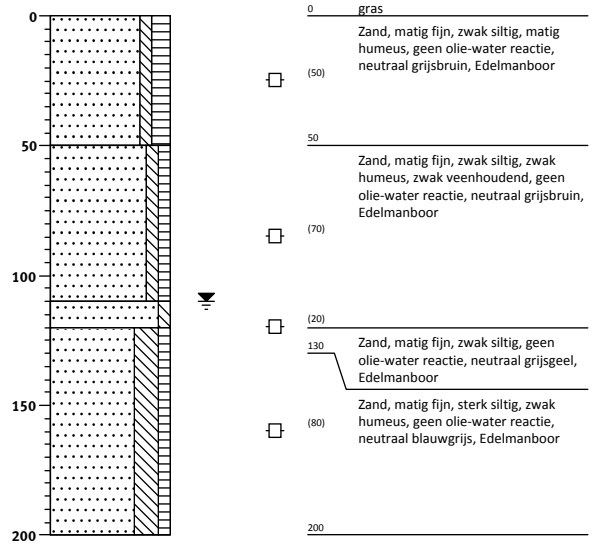 0
50
100
150
200
0
gras
Zand, matig fijn, zwak siltig, matig
humeus, geen olie-water reactie,
neutraal grijsbruin, Edelmanboor
(50)
50
Zand, matig fijn, zwak siltig, zwak
humeus, zwak veenhoudend, geen
olie-water reactie, neutraal grijsbruin,
Edelmanboor
(70)
(20)
130
Zand, matig fijn, zwak siltig, geen
olie-water reactie, neutraal grijsgeel,
Edelmanboor
Zand, matig fijn, sterk siltig, zwak
humeus, geen olie-water reactie,
neutraal blauwgrijs, Edelmanboor
(80)
200